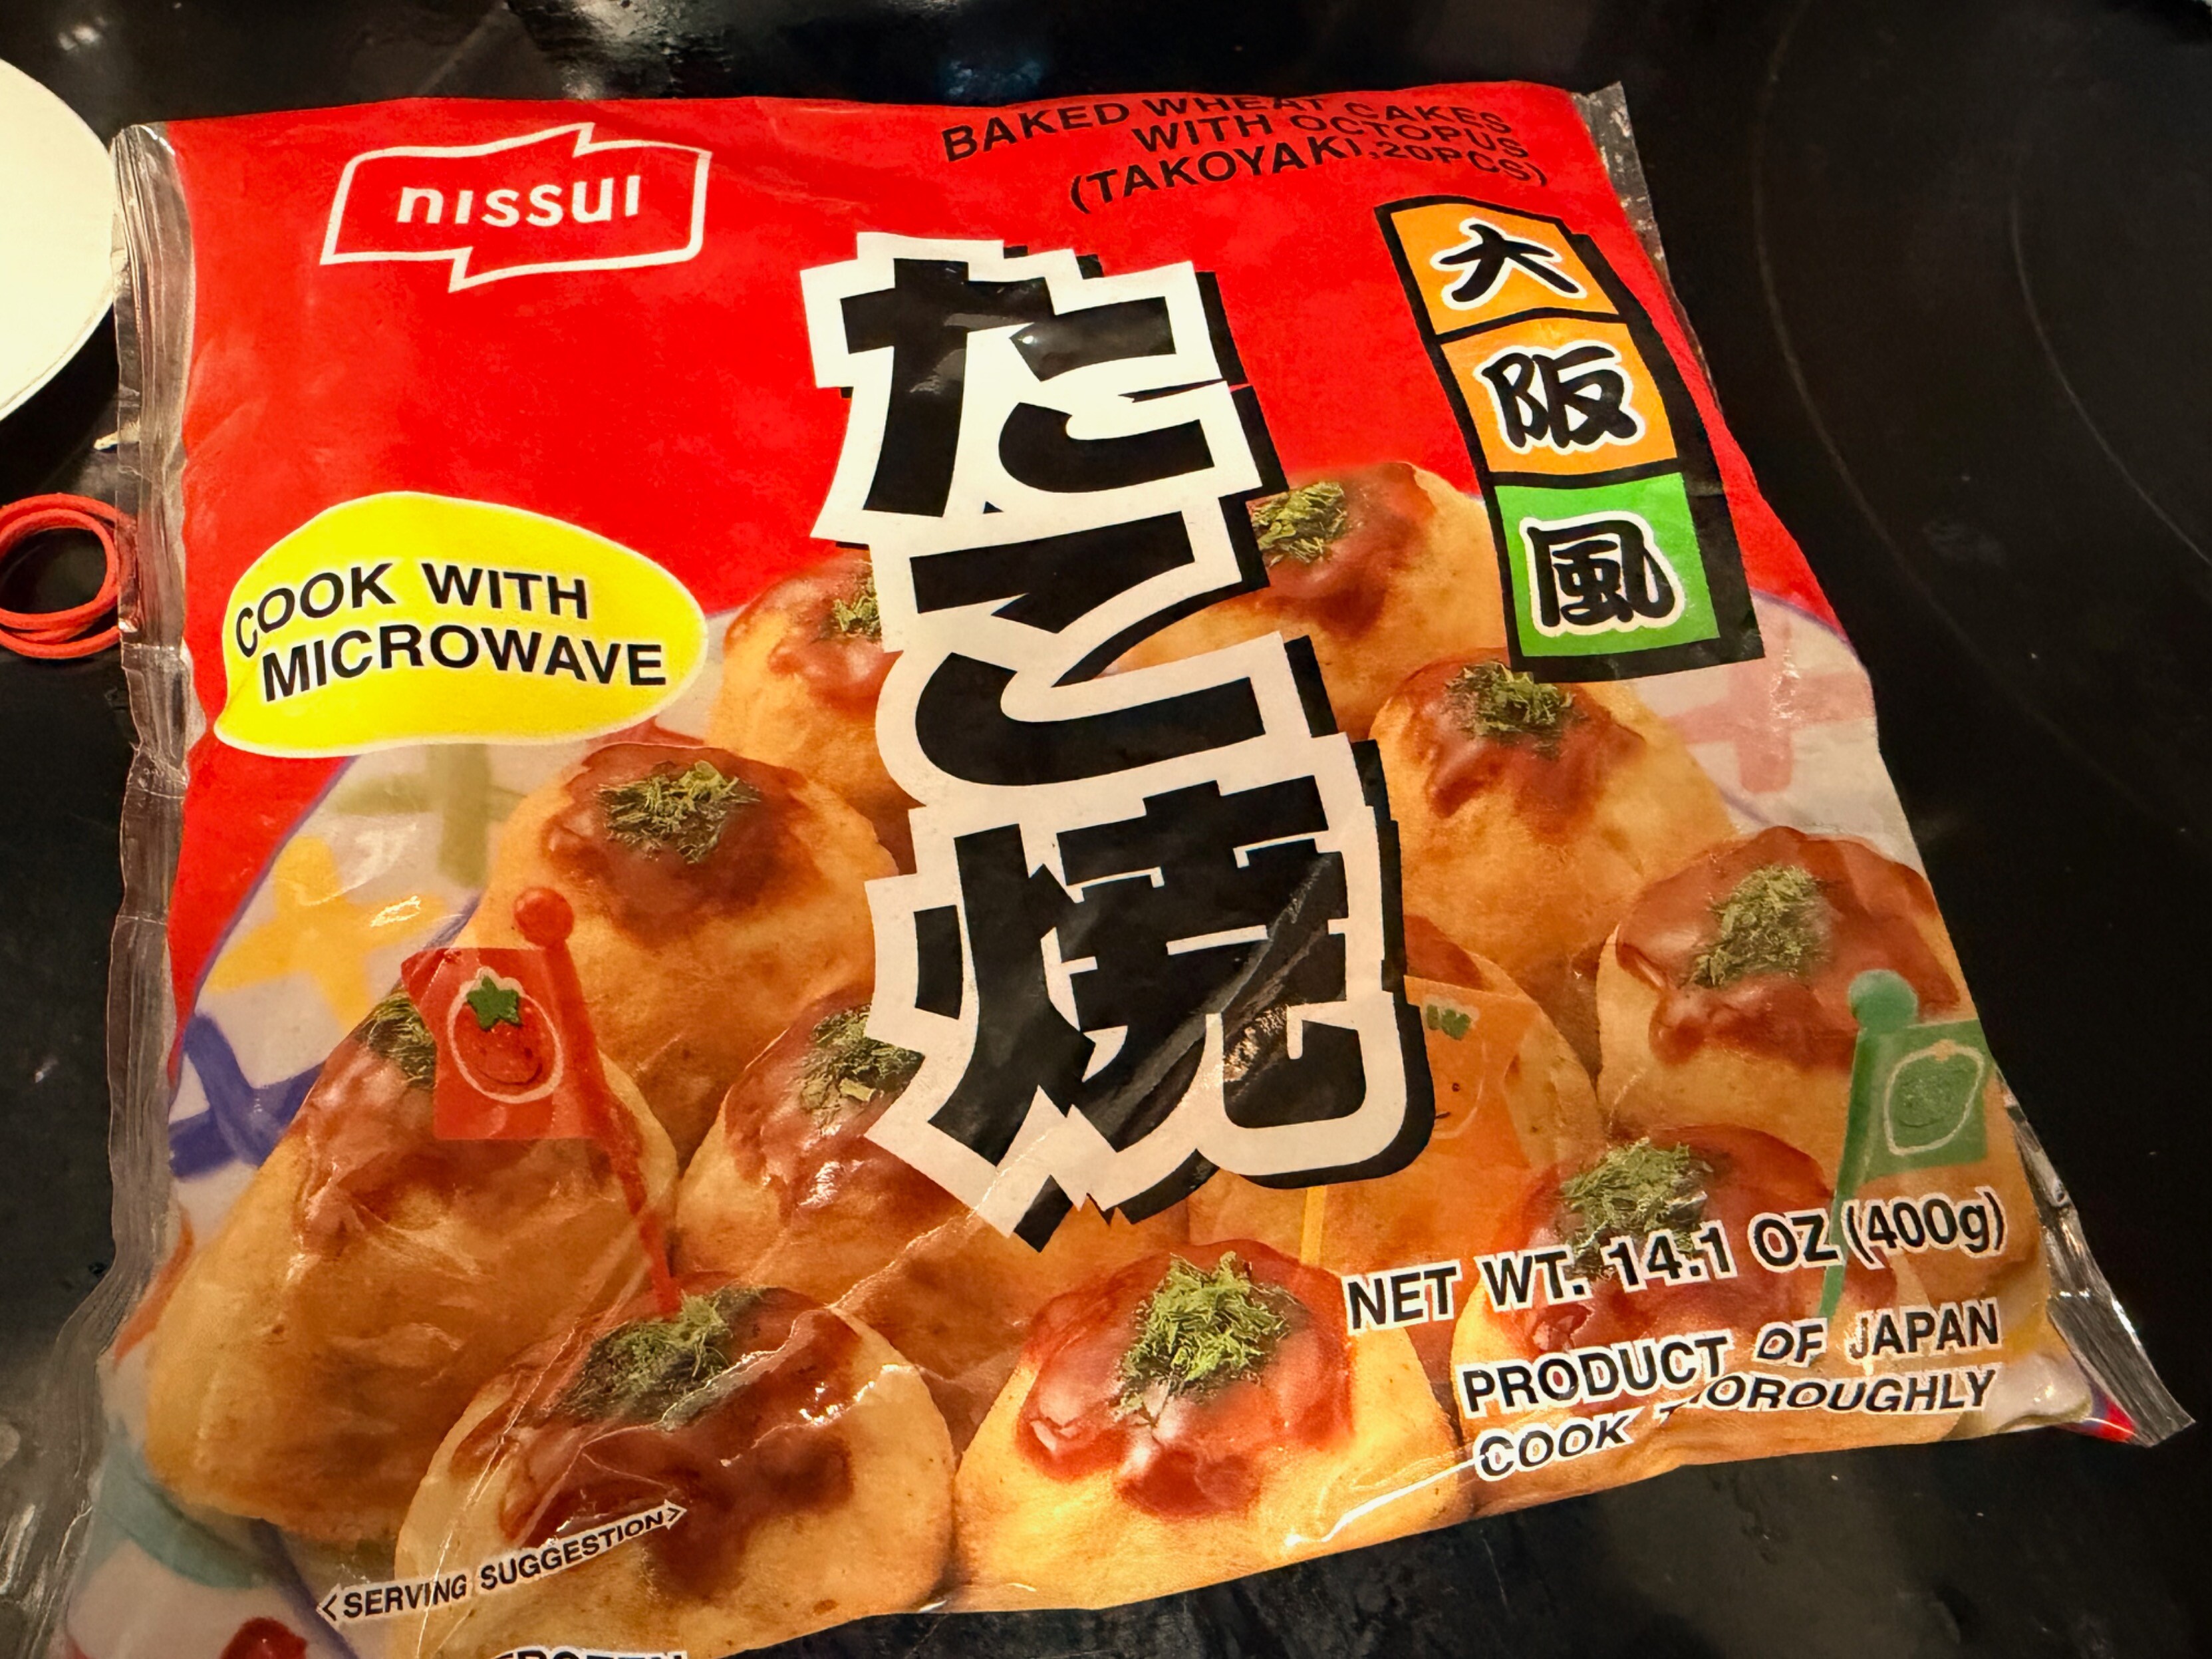 nissui
BAKED WHEAT CAKES
WITH OCTOPUS
(TAKOYAKI,20PCS)
たこ焼
大阪風
COOK WITH
MICROWAVE
NET WT. 14.1 OZ (400g)
PRODUCT OF JAPAN
COOK THOROUGHLY
<SERVING SUGGESTION>
FROZEN